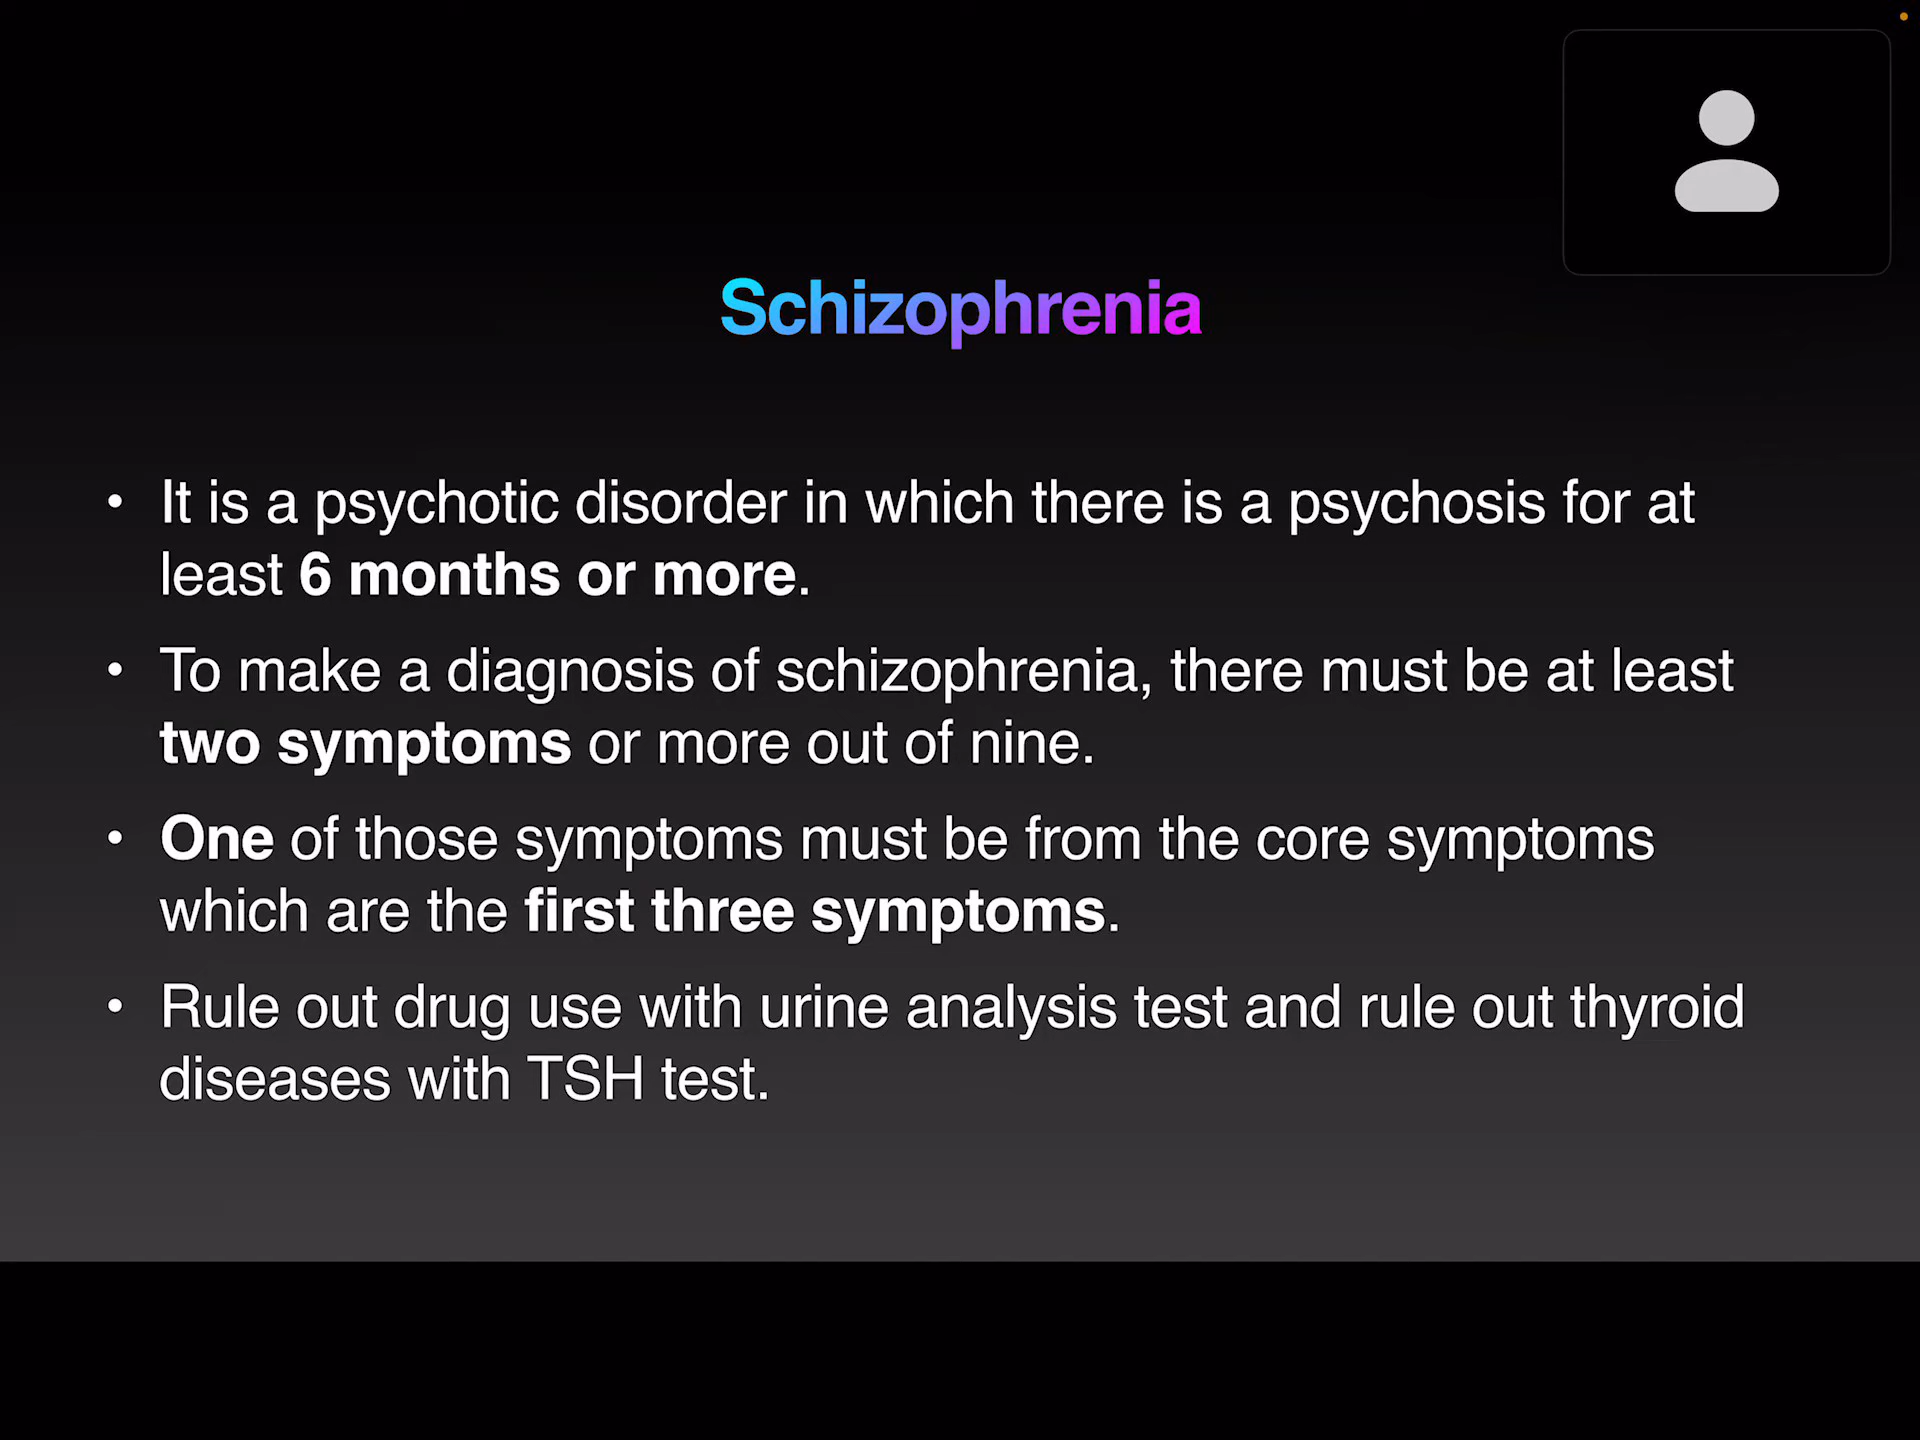 Schizophrenia
• It is a psychotic disorder in which there is a psychosis for at
least 6 months or more.
• To make a diagnosis of schizophrenia, there must be at least
two symptoms or more out of nine.
• One of those symptoms must be from the core symptoms
which are the first three symptoms.
• Rule out drug use with urine analysis test and rule out thyroid
diseases with TSH test.